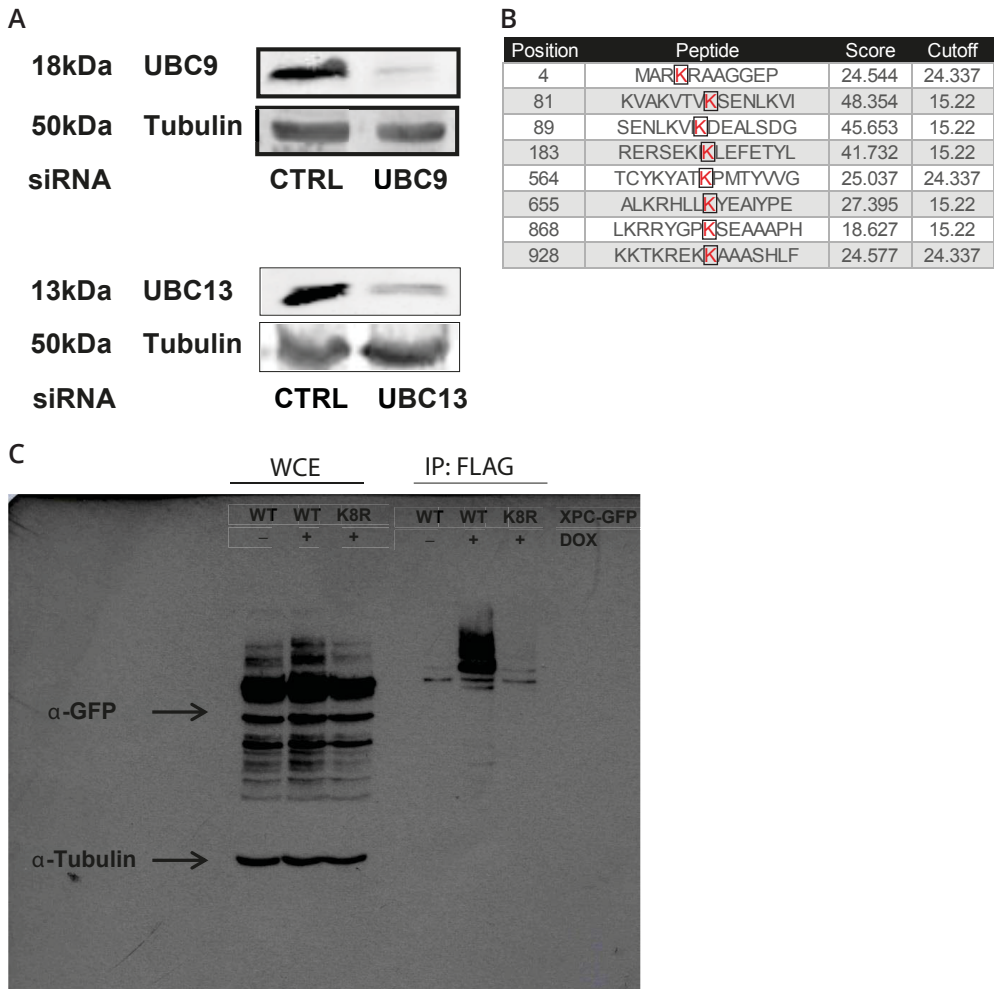 A
18kDa UBC9
50kDa Tubulin
siRNA CTRL UBC9
13kDa UBC13
50kDa Tubulin
siRNA CTRL UBC13
B
Position Peptide Score Cutoff
4 MARKRAAGGEP 24.544 24.337
81 KVAKVTVKSENLKVI 48.354 15.22
89 SENLKVIKDEALSDG 45.653 15.22
183 RERSEKIKLEFETYL 41.732 15.22
564 TCYKYATKPMTYVVG 25.037 24.337
655 ALKRHLLKYEAIYPE 27.395 15.22
868 LKRRYGPKSEAAAPH 18.627 15.22
928 KKTKREKKAAASHLF 24.577 24.337
C
WCE IP: FLAG
WT WT K8R WT WT K8R XPC-GFP
– + + – + + DOX
α-GFP
α-Tubulin